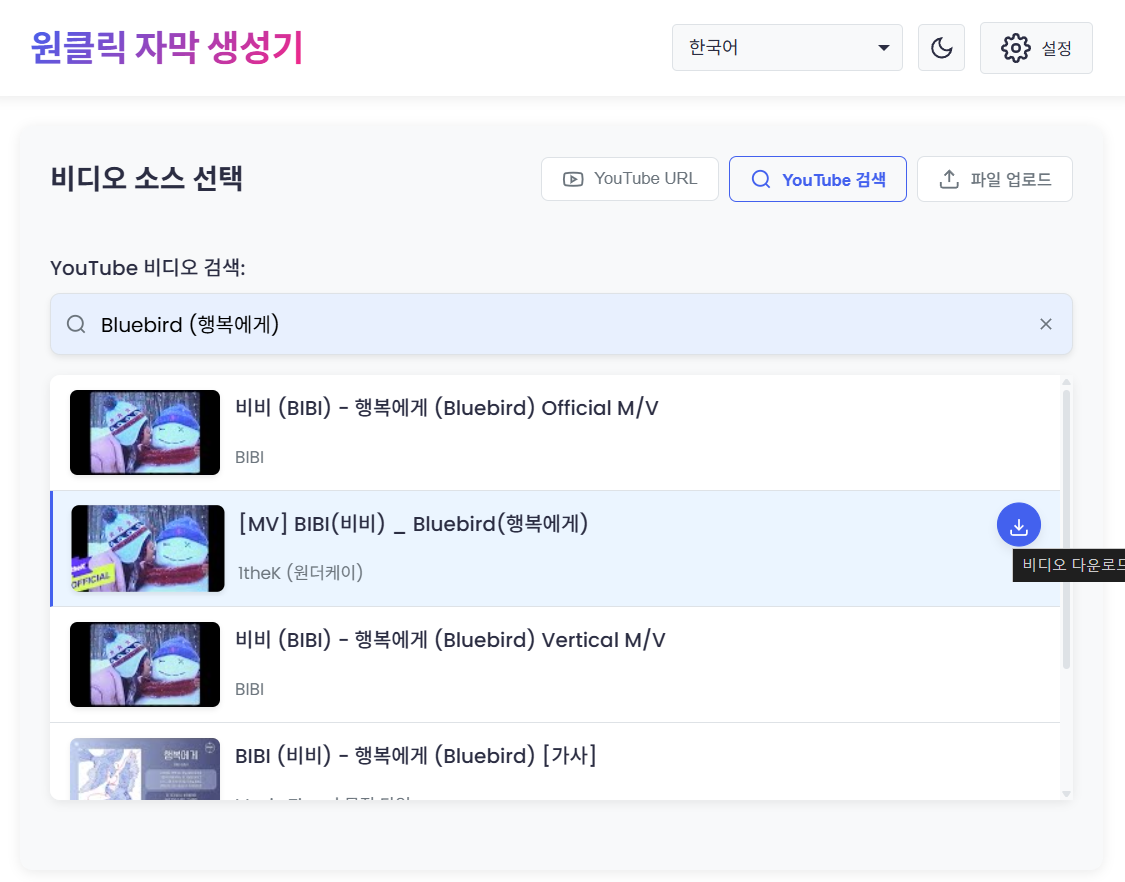 원클릭 자막 생성기
한국어
설정
비디오 소스 선택
YouTube URL
YouTube 검색
파일 업로드
YouTube 비디오 검색:
Bluebird (행복에게)
비비 (BIBI) - 행복에게 (Bluebird) Official M/V
BIBI
[MV] BIBI(비비) _ Bluebird(행복에게)
1theK (원더케이)
OFFICIAL
비디오 다운로드
비비 (BIBI) - 행복에게 (Bluebird) Vertical M/V
BIBI
BIBI (비비) - 행복에게 (Bluebird) [가사]
행복에게